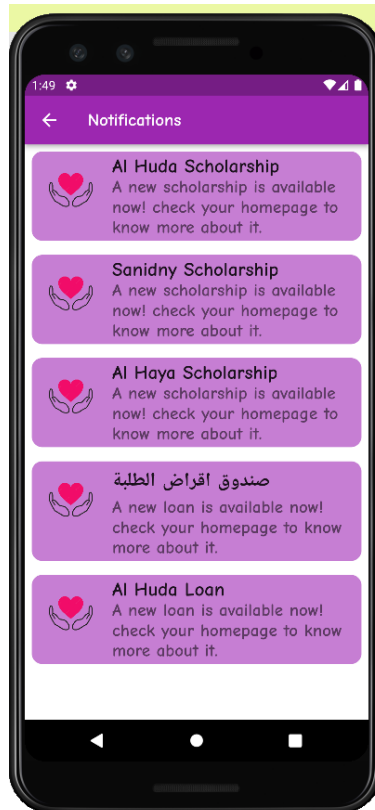 1:49
Notifications
Al Huda Scholarship
A new scholarship is available
now! check your homepage to
know more about it.
Sanidny Scholarship
A new scholarship is available
now! check your homepage to
know more about it.
Al Haya Scholarship
A new scholarship is available
now! check your homepage to
know more about it.
صندوق اقراض الطلبة
A new loan is available now!
check your homepage to know
more about it.
Al Huda Loan
A new loan is available now!
check your homepage to know
more about it.